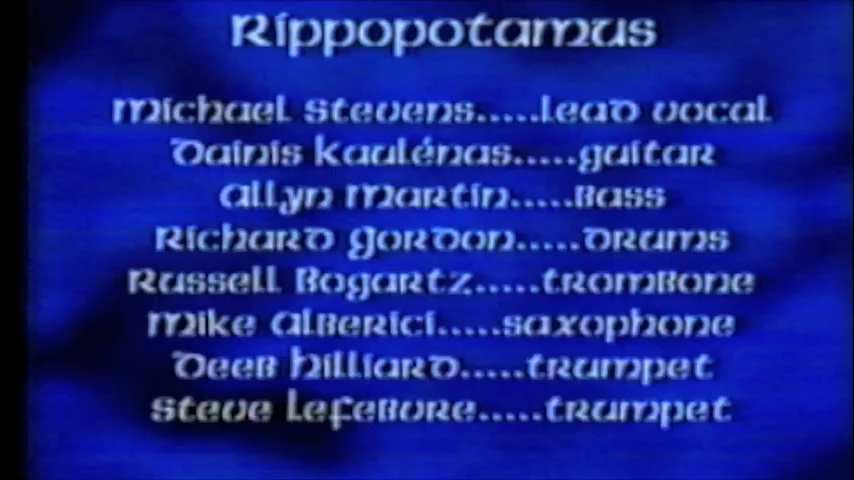 Rippopotamus
Michael Stevens.....lead vocal
Dainis Kaulénas.....guitar
Allyn Martin.....Bass
Richard Gordon.....drums
Russell Bogartz.....tromBone
Mike AlBerici.....saxophone
DeeB Hilliard.....trumpet
Steve LefeBvre.....trumpet